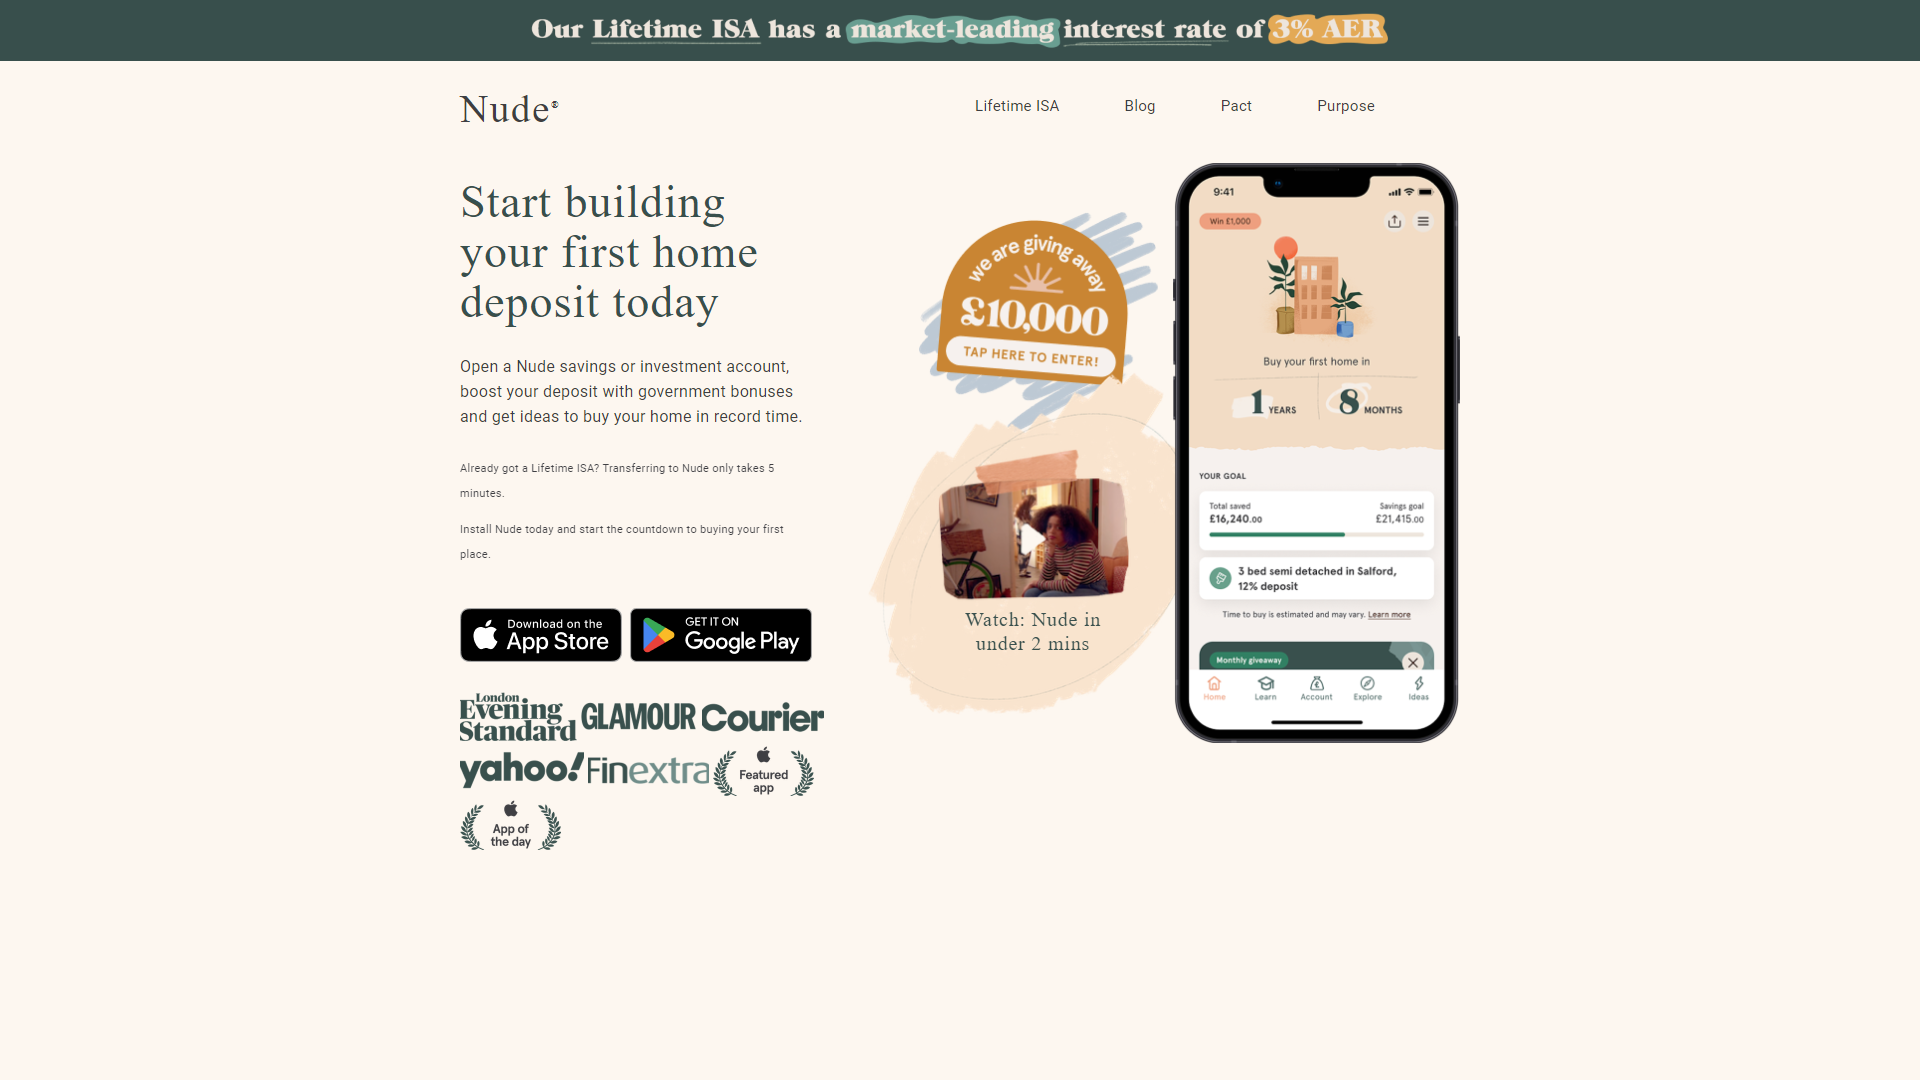 Our Lifetime ISA has a market-leading interest rate of 3% AER
Nude®
Lifetime ISA
Blog
Pact
Purpose
Start building
your first home
deposit today
Open a Nude savings or investment account,
boost your deposit with government bonuses
and get ideas to buy your home in record time.
Already got a Lifetime ISA? Transferring to Nude only takes 5
minutes.
Install Nude today and start the countdown to buying your first
place.
Download on the
App Store
GET IT ON
Google Play
London
Evening
Standard
GLAMOUR
Courier
yahoo!
Finextra
Featured
app
App of
the day
we are giving away
£10,000
TAP HERE TO ENTER!
Watch: Nude in
under 2 mins
9:41
Win £1,000
Buy your first home in
1 YEARS
8 MONTHS
YOUR GOAL
Total saved
Savings goal
£16,240.00
£21,415.00
3 bed semi detached in Salford,
12% deposit
Time to buy is estimated and may vary. Learn more
Monthly giveaway
Home
Learn
Account
Explore
Ideas